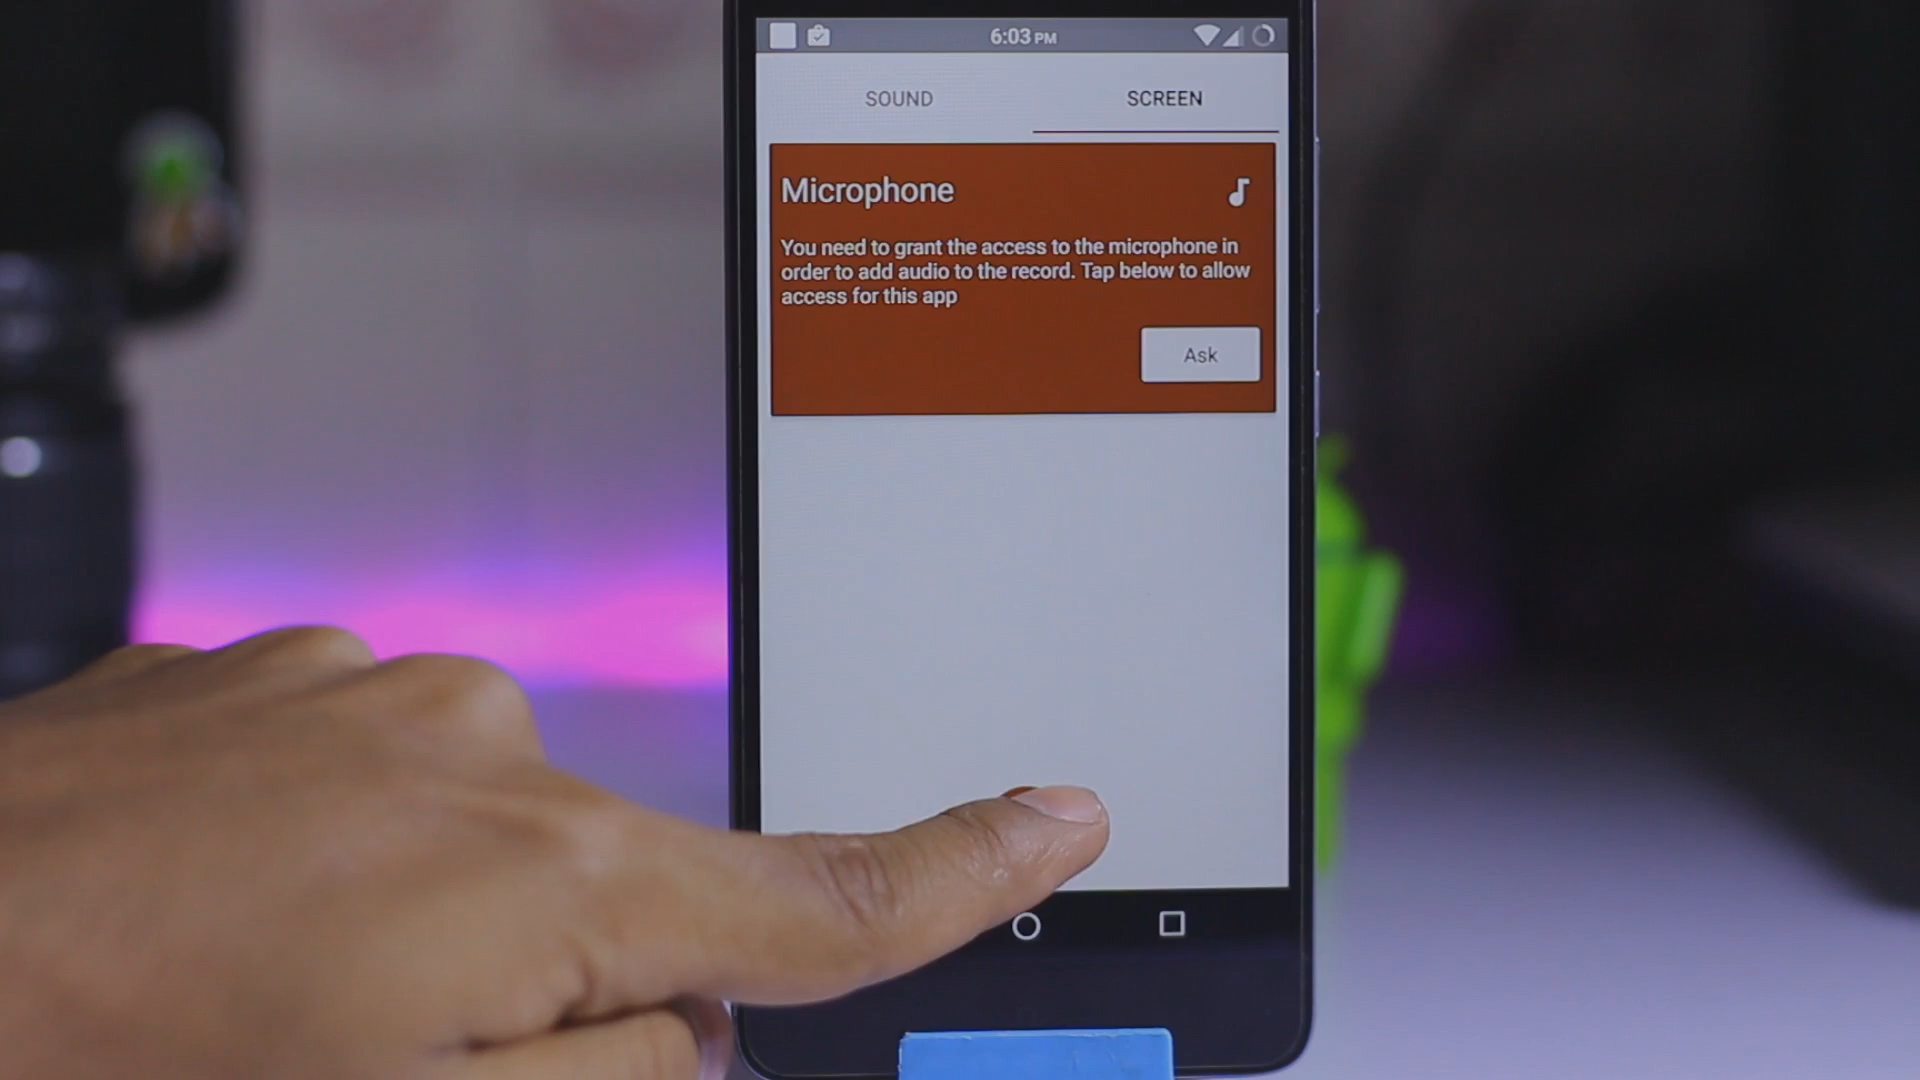 6:03 PM
SOUND
SCREEN
Microphone
You need to grant the access to the microphone in
order to add audio to the record. Tap below to allow
access for this app
Ask